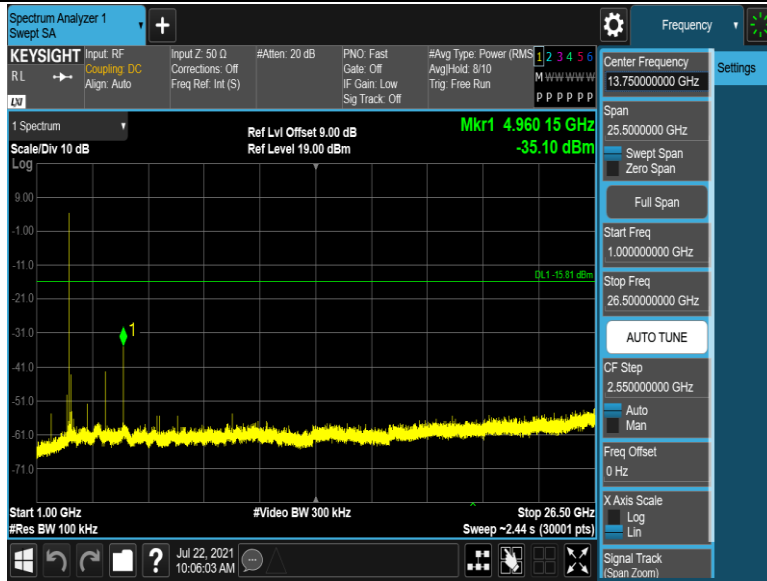 Spectrum Analyzer 1
Swept SA
+
Frequency
KEYSIGHT
RL
LXI
Input: RF
Coupling: DC
Align: Auto
Input Z: 50 Ω
Corrections: Off
Freq Ref: Int (S)
#Atten: 20 dB
PNO: Fast
Gate: Off
IF Gain: Low
Sig Track: Off
#Avg Type: Power (RMS
Avg|Hold: 8/10
Trig: Free Run
1 2 3 4 5 6
M W W W W W
P P P P P P
1 Spectrum
Scale/Div 10 dB
Log
Ref Lvl Offset 9.00 dB
Ref Level 19.00 dBm
Mkr1 4.960 15 GHz
-35.10 dBm
9.00
-1.00
-11.0
-21.0
-31.0
-41.0
-51.0
-61.0
-71.0
DL1 -15.81 dBm
1
Start 1.00 GHz
#Res BW 100 kHz
#Video BW 300 kHz
Stop 26.50 GHz
Sweep ~2.44 s (30001 pts)
Jul 22, 2021
10:06:03 AM
?
Center Frequency
13.750000000 GHz
Span
25.5000000 GHz
Swept Span
Zero Span
Full Span
Start Freq
1.000000000 GHz
Stop Freq
26.500000000 GHz
AUTO TUNE
CF Step
2.550000000 GHz
Auto
Man
Freq Offset
0 Hz
X Axis Scale
Log
Lin
Signal Track
(Span Zoom)
Settings